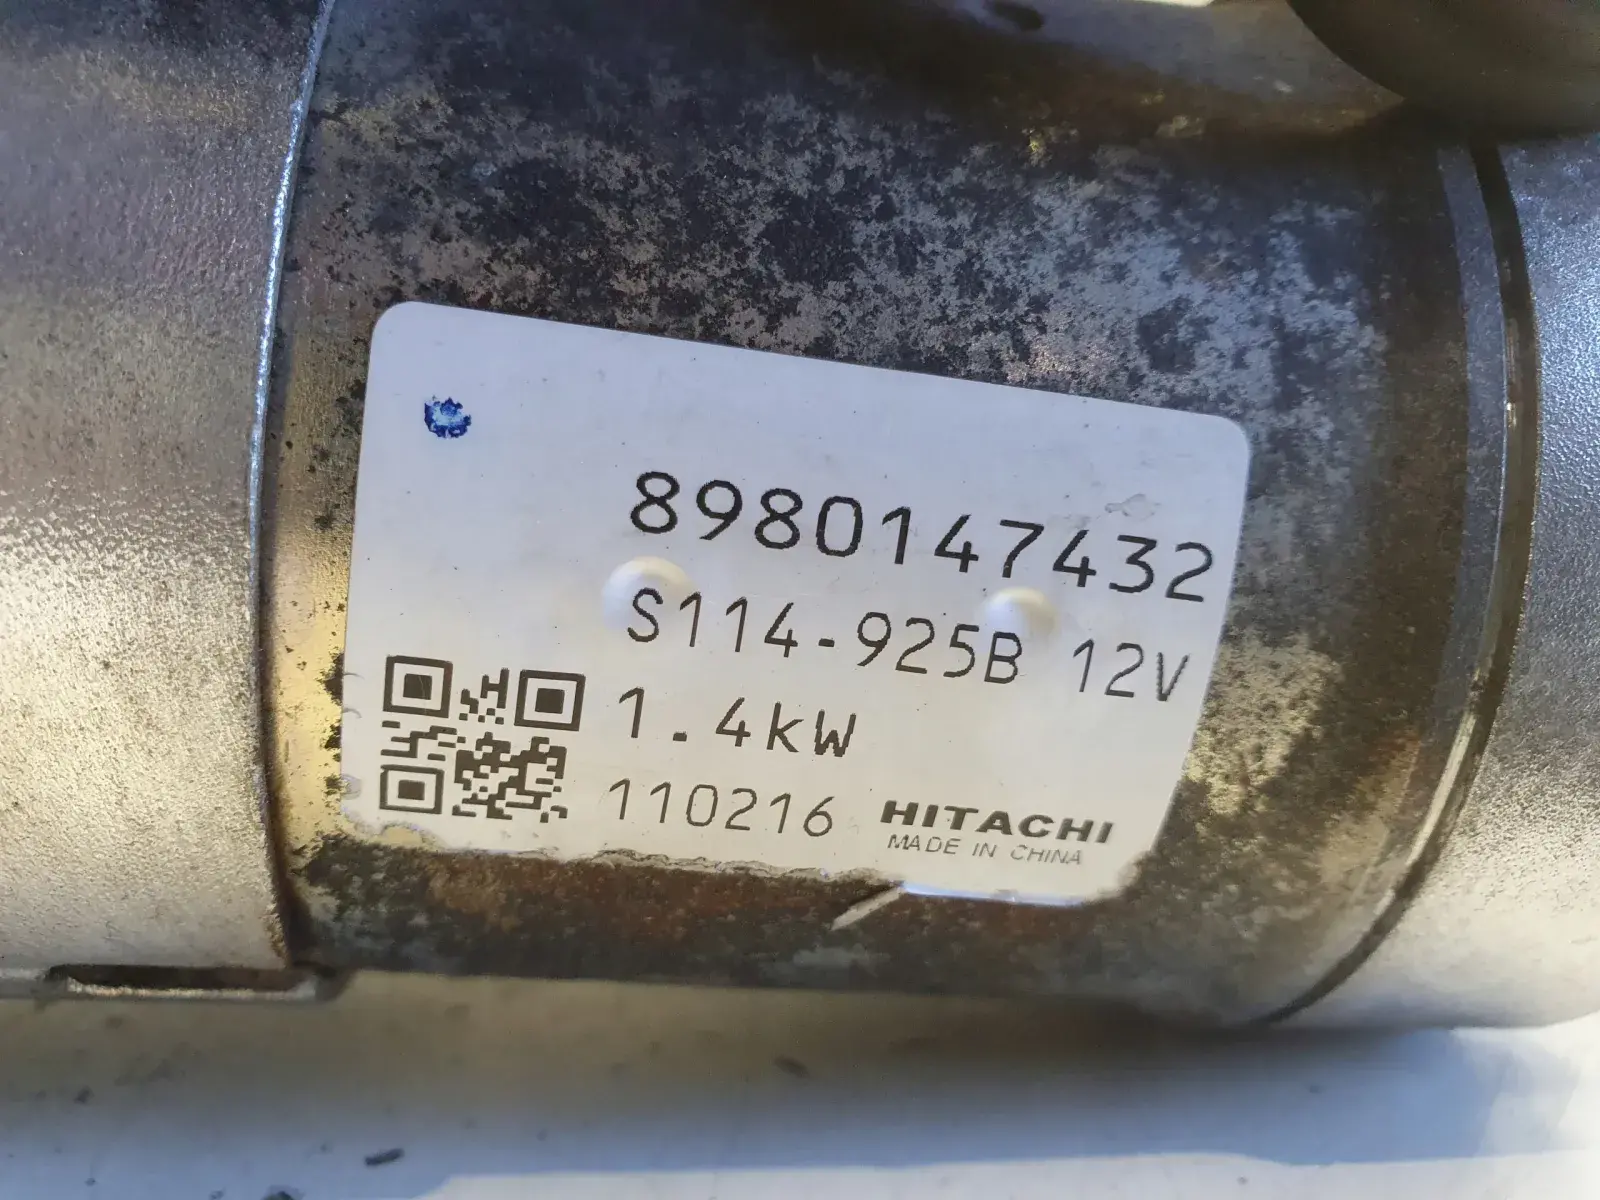 8980147432
S114-925B 12V
1.4kW
110216 HITACHI
MADE IN CHINA